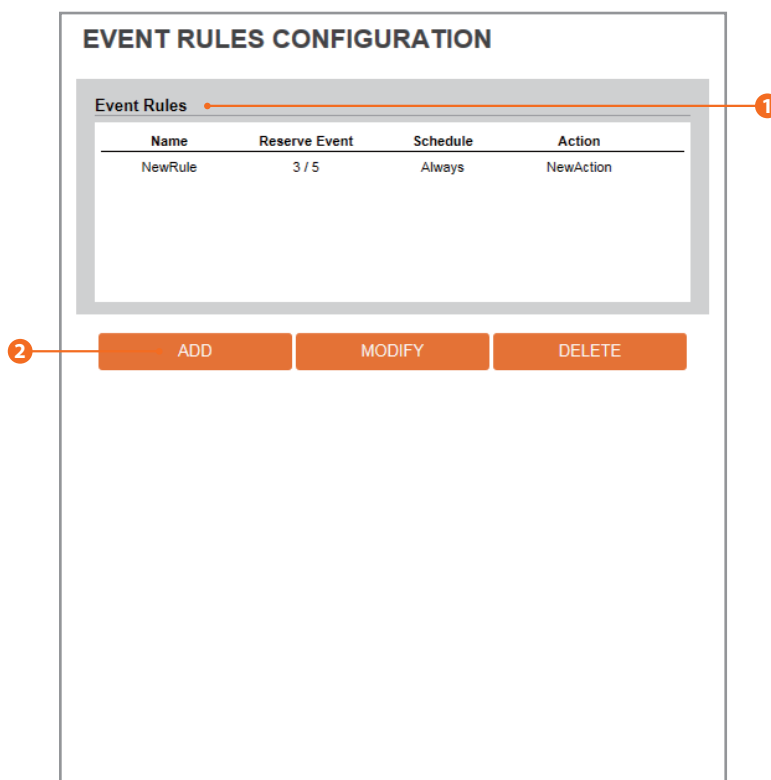 EVENT RULES CONFIGURATION
Event Rules
1
Name Reserve Event Schedule Action
NewRule 3 / 5 Always NewAction
2
ADD MODIFY DELETE